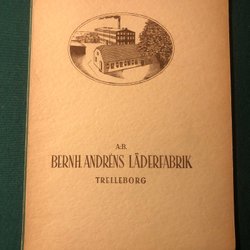 A.B.
BERNH. ANDRÉNS LÄDERFABRIK
TRELLEBORG